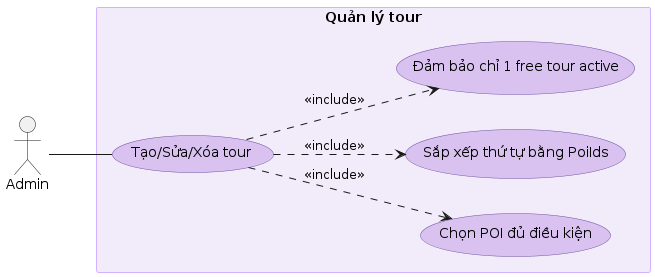 Quản lý tour
Đảm bảo chỉ 1 free tour active
«include»
Sắp xếp thứ tự bằng PoiIds
«include»
Tạo/Sửa/Xóa tour
«include»
Admin
Chọn POI đủ điều kiện